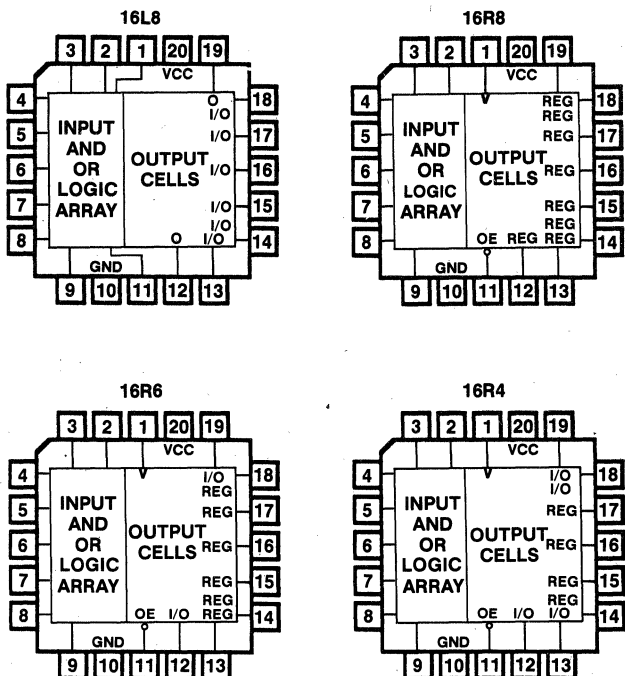 16L8
3 2 1 20 19
VCC
4 O 18
I/O
5 INPUT I/O 17
AND
OR OUTPUT
6 LOGIC CELLS I/O 16
7 ARRAY I/O 15
I/O
8 O I/O 14
GND
9 10 11 12 13
16R8
3 2 1 20 19
VCC
4 REG 18
REG
5 INPUT REG 17
AND
OR OUTPUT
6 LOGIC CELLS REG 16
7 ARRAY REG 15
REG
8 OE REG REG 14
GND
9 10 11 12 13
16R6
3 2 1 20 19
VCC
4 I/O 18
REG
5 INPUT REG 17
AND
OR OUTPUT
6 LOGIC CELLS REG 16
7 ARRAY REG 15
REG
8 OE I/O REG 14
GND
9 10 11 12 13
16R4
3 2 1 20 19
VCC
4 I/O 18
I/O
5 INPUT REG 17
AND
OR OUTPUT
6 LOGIC CELLS REG 16
7 ARRAY REG 15
REG
8 OE I/O I/O 14
GND
9 10 11 12 13